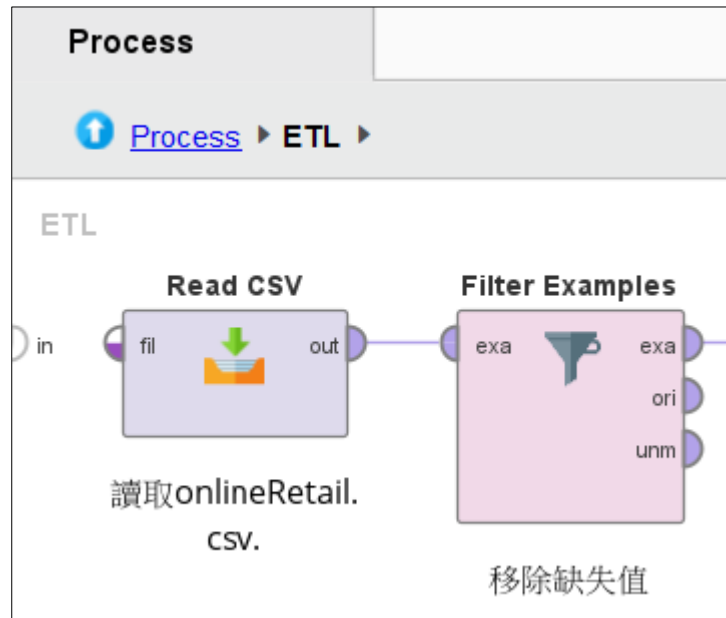 Process
Process ETL
ETL
Read CSV
Filter Examples
in
fil
out
exa
exa
ori
unm
讀取onlineRetail.
csv.
移除缺失值